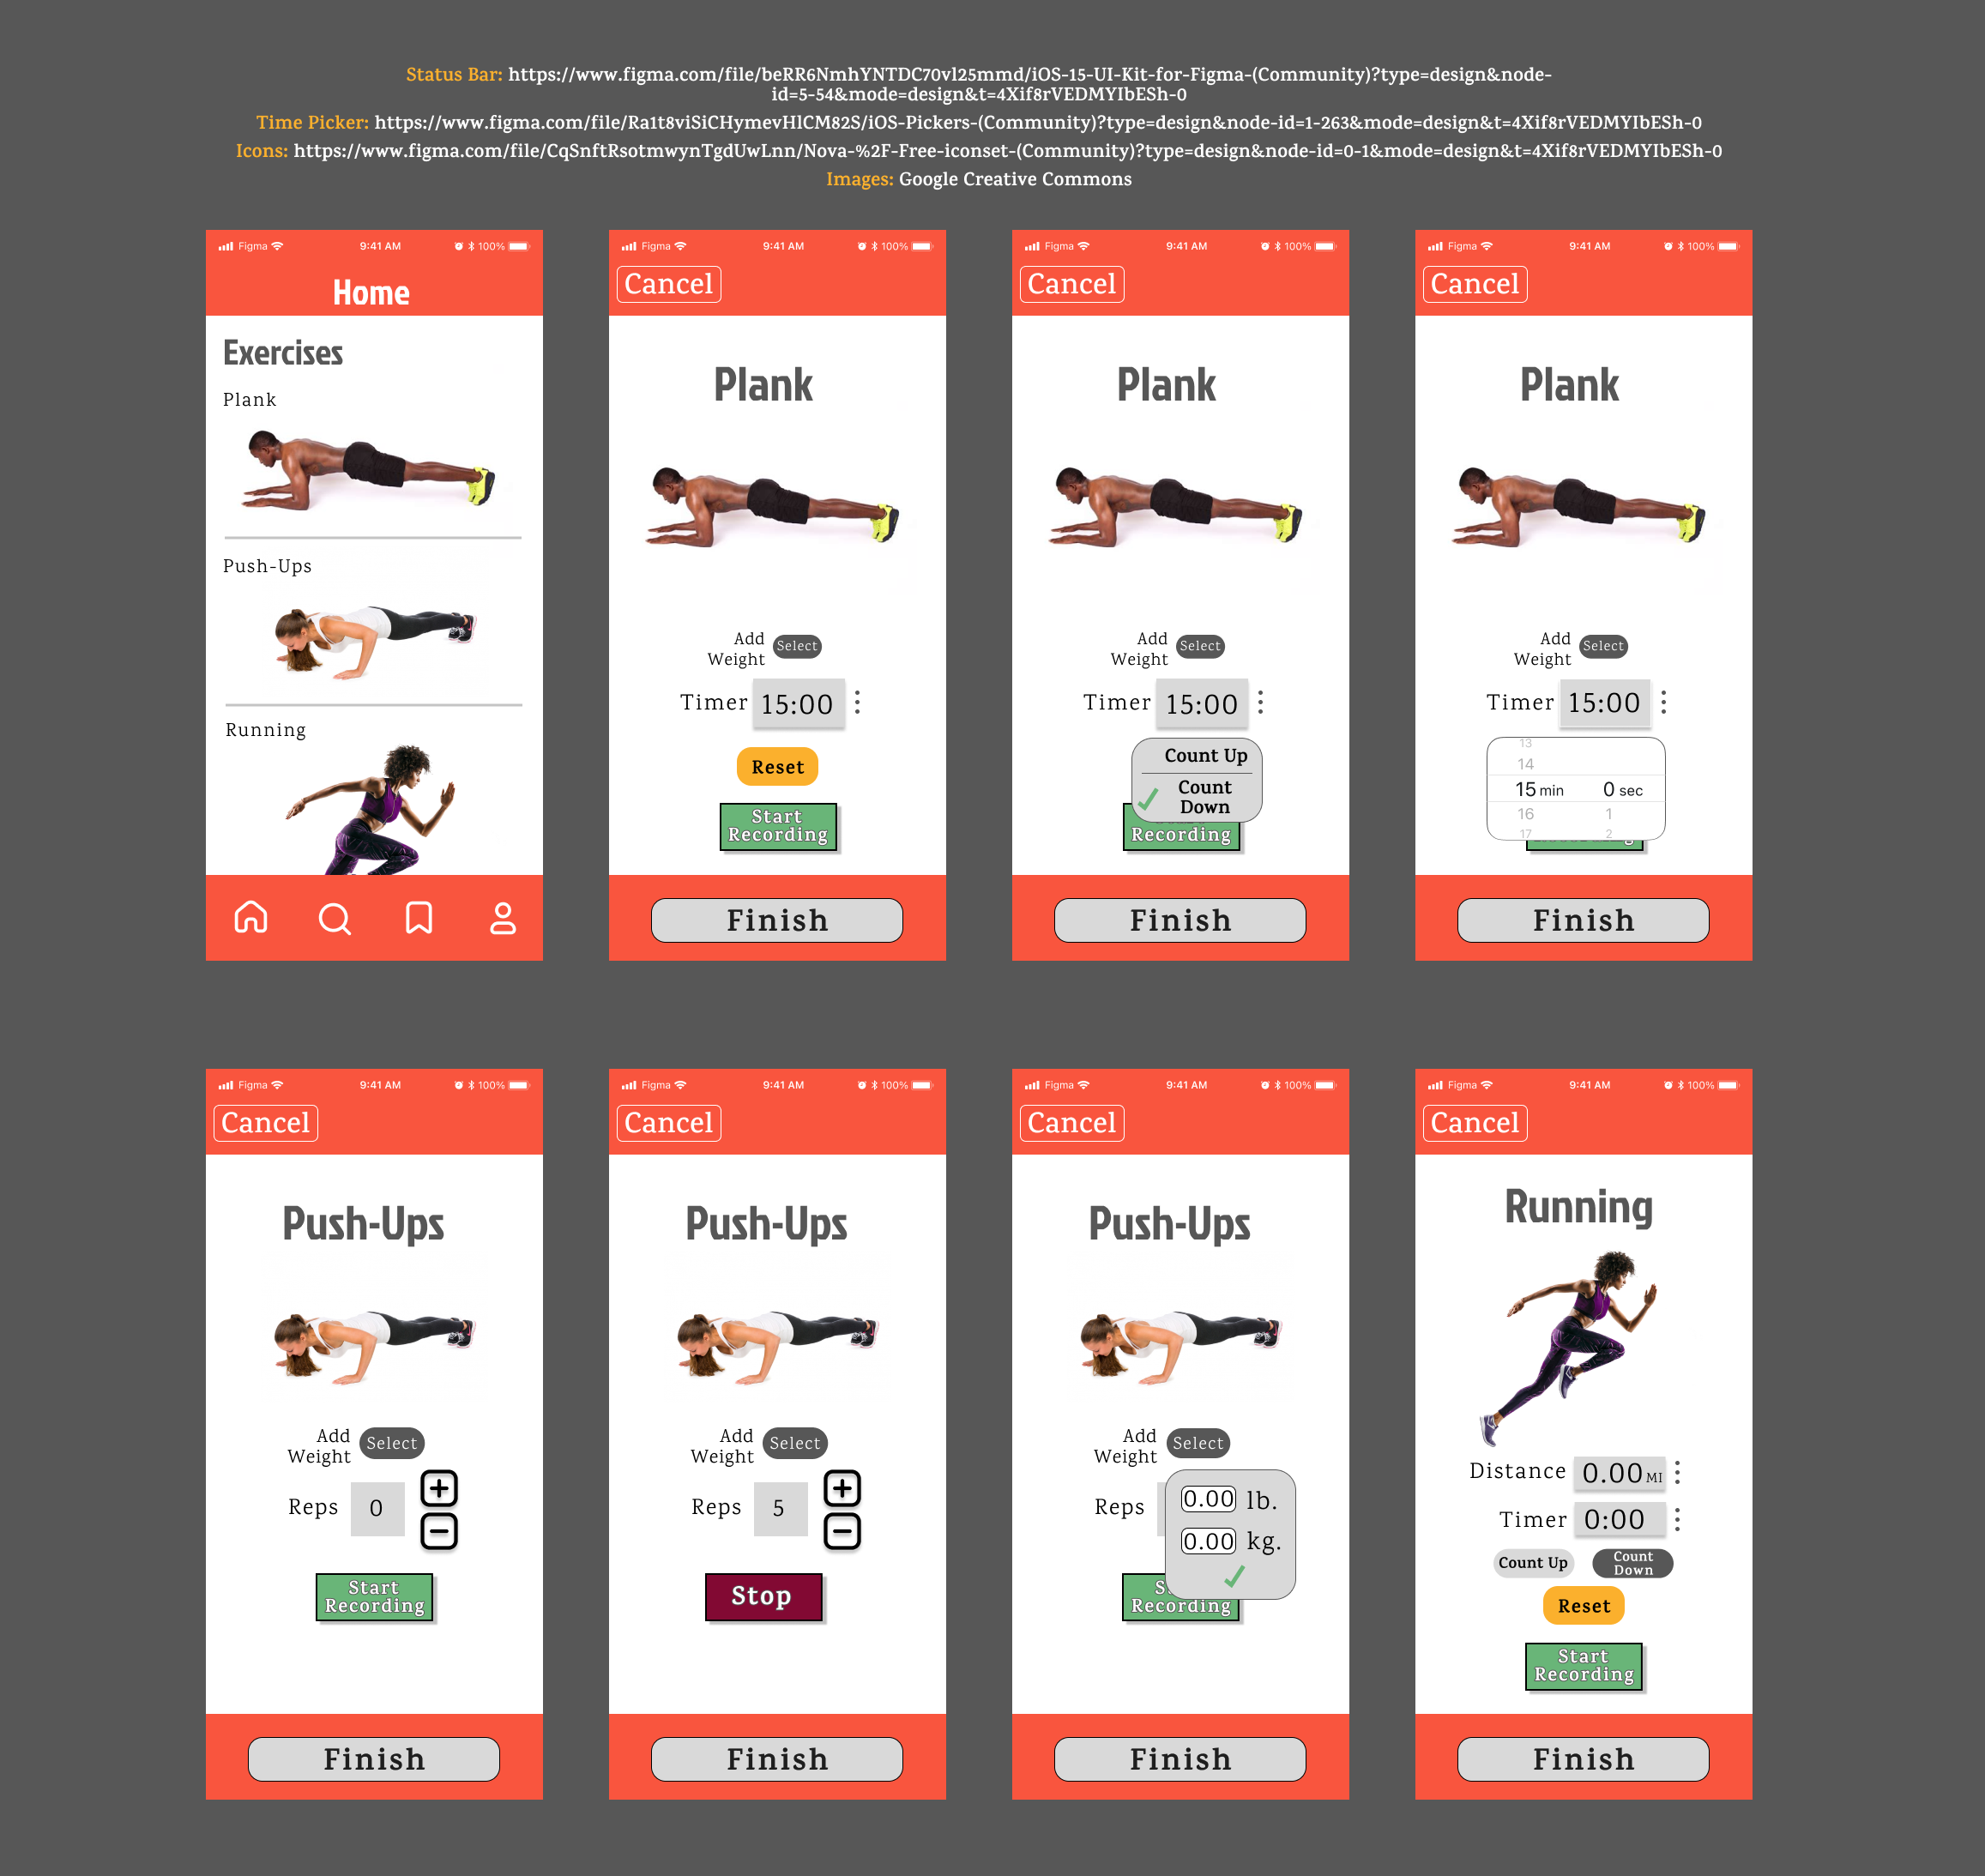 Status Bar: https://www.figma.com/file/beRR6NmhYNTDC70vl25mmd/iOS-15-UI-Kit-for-Figma-(Community)?type=design&node-
id=5-54&mode=design&t=4Xif8rVEDMYIbESh-0
Time Picker: https://www.figma.com/file/Ra1t8viSiCHymevHlCM82S/iOS-Pickers-(Community)?type=design&node-id=1-263&mode=design&t=4Xif8rVEDMYIbESh-0
Icons: https://www.figma.com/file/CqSnftRsotmwynTgdUwLnn/Nova-%2F-Free-iconset-(Community)?type=design&node-id=0-1&mode=design&t=4Xif8rVEDMYIbESh-0
Images: Google Creative Commons
Figma 9:41 AM 100%
Home
Exercises
Plank
Push-Ups
Running
Figma 9:41 AM 100%
Cancel
Plank
Add
Weight
Select
Timer 15:00
Reset
Start
Recording
Finish
Figma 9:41 AM 100%
Cancel
Plank
Add
Weight
Select
Timer 15:00
Count Up
Count
Down
Recording
Finish
Figma 9:41 AM 100%
Cancel
Plank
Add
Weight
Select
Timer 15:00
13
14
15 min 0 sec
16 1
17 2
Finish
Figma 9:41 AM 100%
Cancel
Push-Ups
Add
Weight
Select
Reps 0
Start
Recording
Finish
Figma 9:41 AM 100%
Cancel
Push-Ups
Add
Weight
Select
Reps 5
Stop
Finish
Figma 9:41 AM 100%
Cancel
Push-Ups
Add
Weight
Select
Reps
0.00 lb.
0.00 kg.
Recording
Finish
Figma 9:41 AM 100%
Cancel
Running
Distance 0.00 MI
Timer 0:00
Count Up
Count
Down
Reset
Start
Recording
Finish